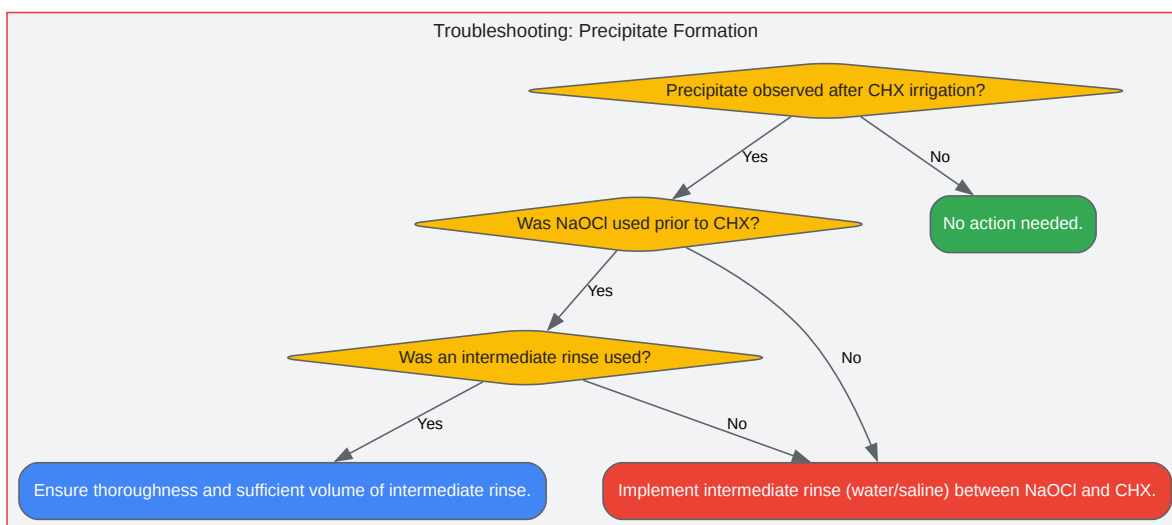 Troubleshooting: Precipitate Formation
Precipitate observed after CHX irrigation?
Yes
No
Was NaOCl used prior to CHX?
No action needed.
Yes
No
Was an intermediate rinse used?
Yes
No
Ensure thoroughness and sufficient volume of intermediate rinse.
Implement intermediate rinse (water/saline) between NaOCl and CHX.